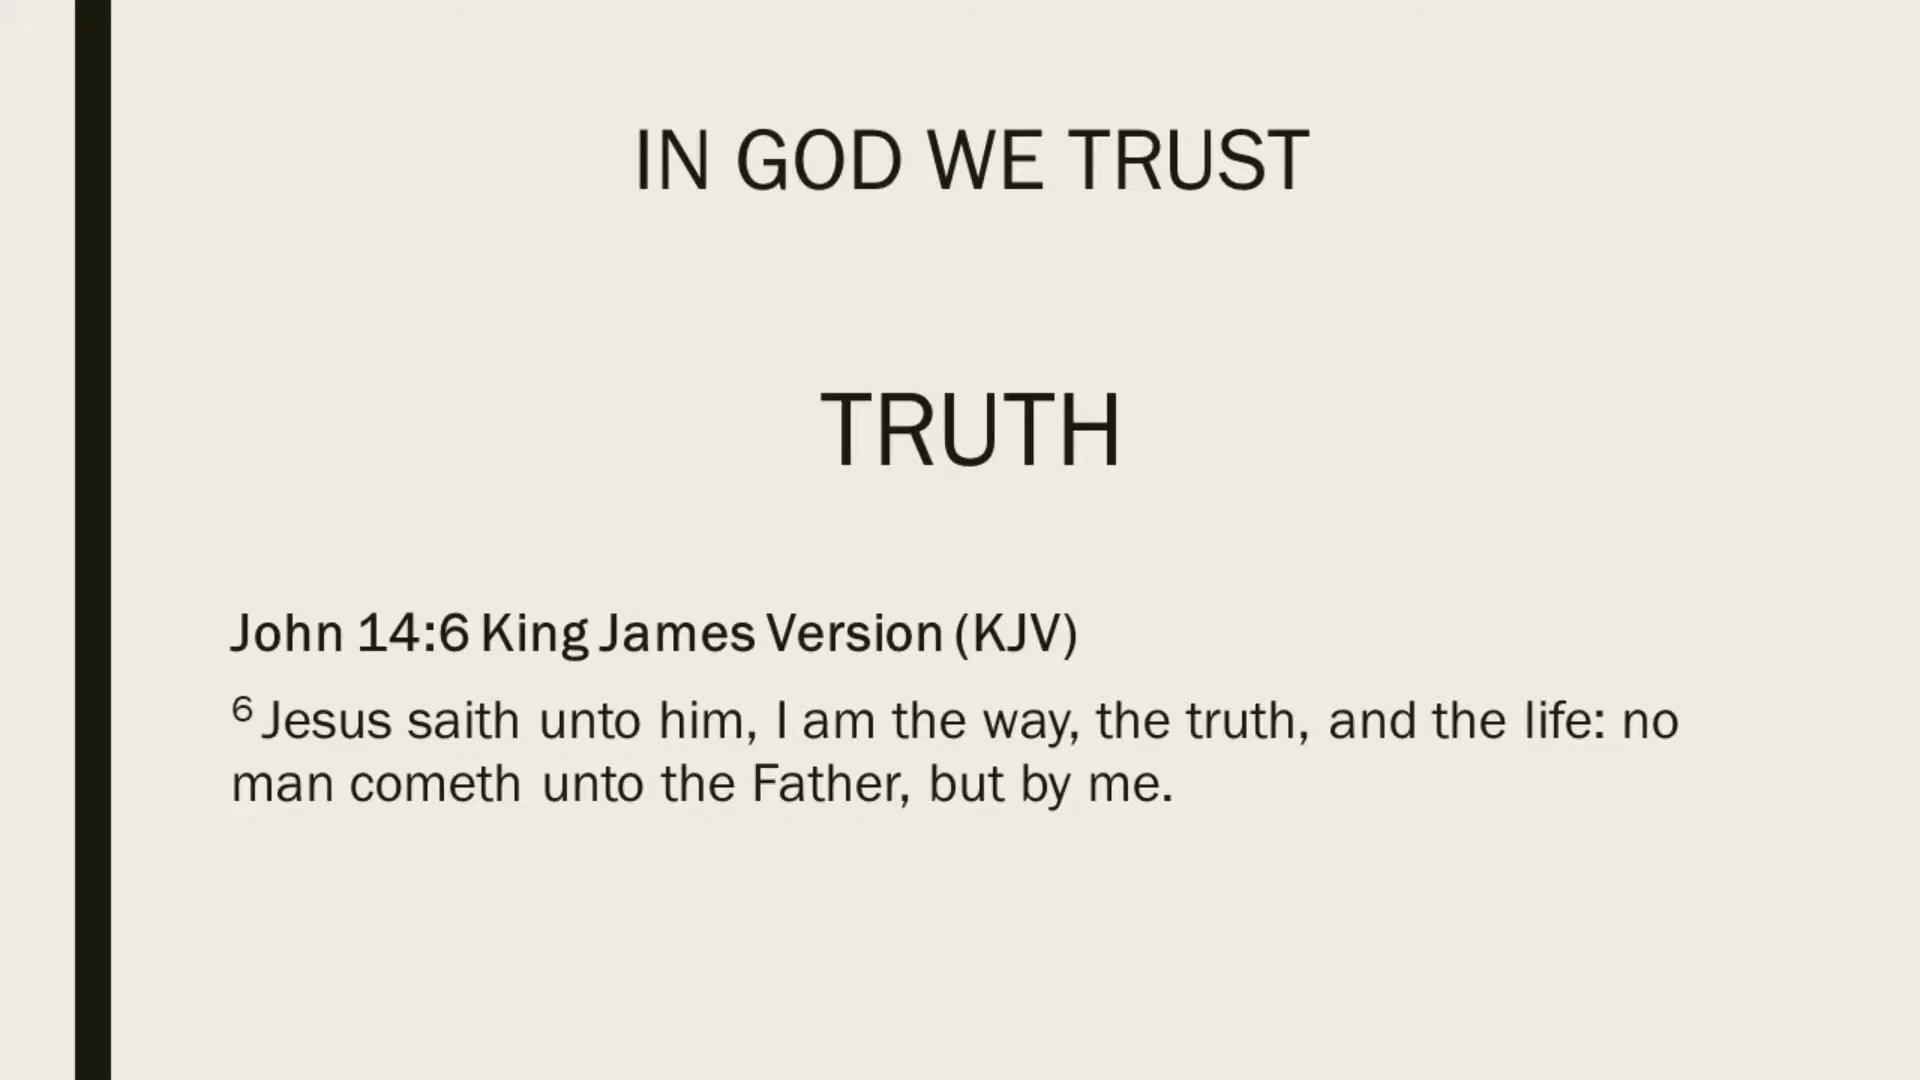 IN GOD WE TRUST
TRUTH
John 14:6 King James Version (KJV)
6 Jesus saith unto him, I am the way, the truth, and the life: no
man cometh unto the Father, but by me.